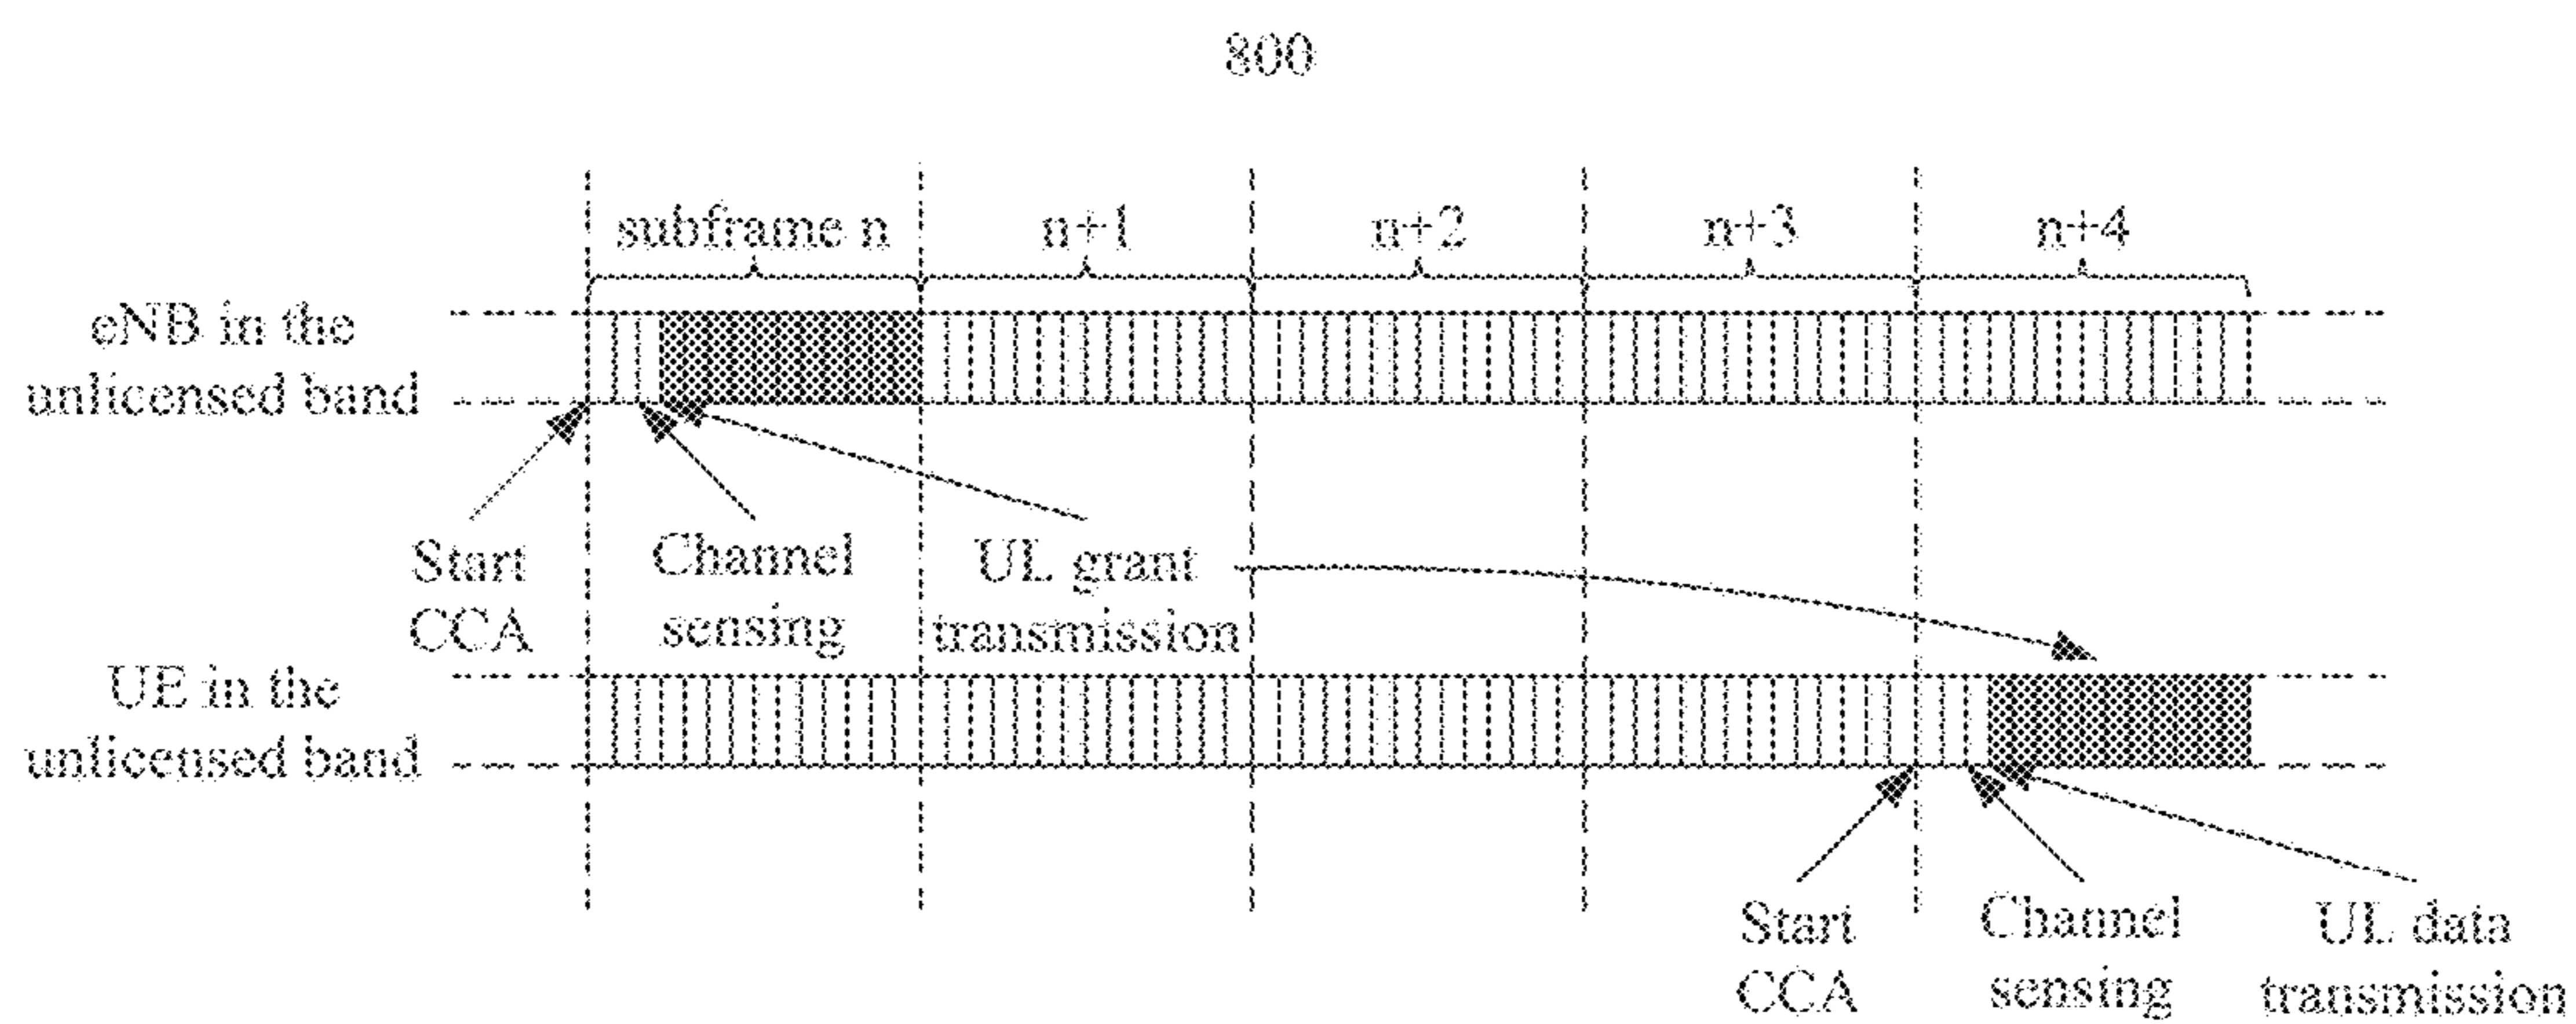 800
subframe n
n+1
n+2
n+3
n+4
eNB in the
unlicensed band
Start
CCA
Channel
sensing
UL grant
transmission
UE in the
unlicensed band
Start
CCA
Channel
sensing
UL data
transmission